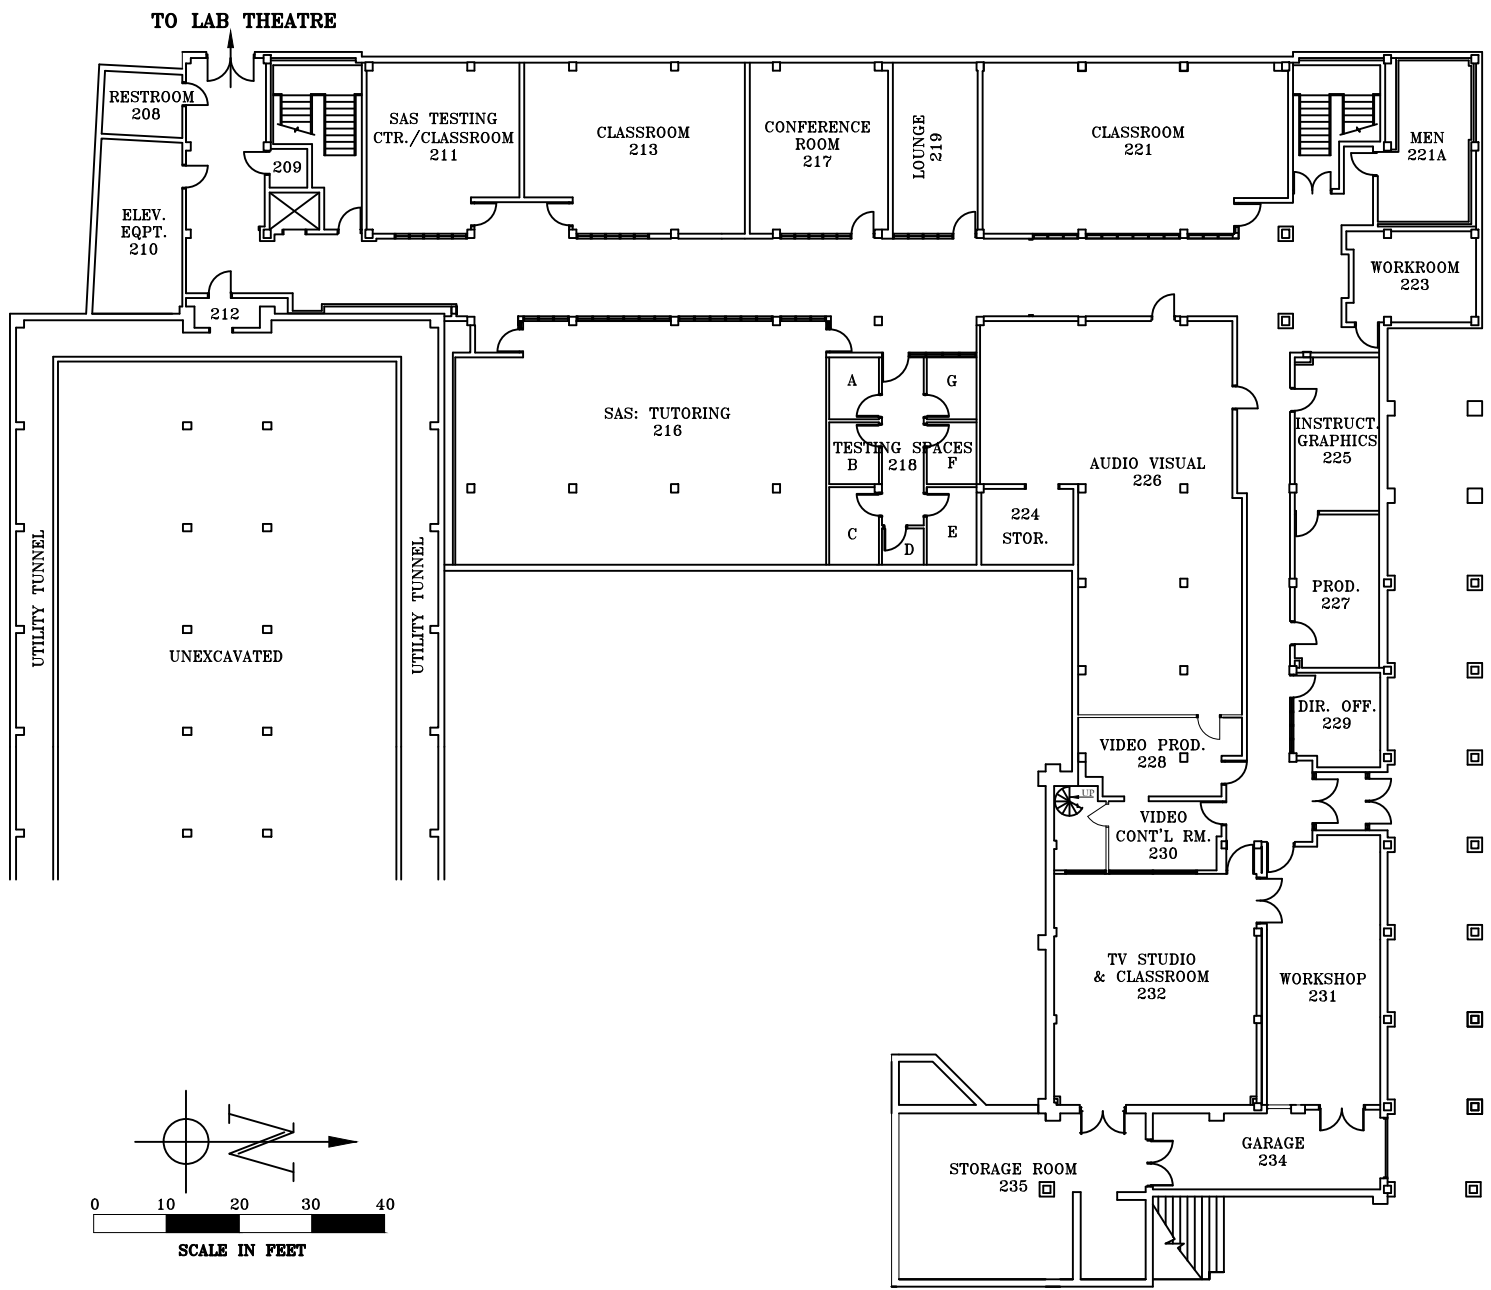 TO LAB THEATRE
RESTROOM
208
209
ELEV.
EQPT.
210
212
SAS TESTING
CTR./CLASSROOM
211
CLASSROOM
213
CONFERENCE
ROOM
217
LOUNGE
219
CLASSROOM
221
MEN
221A
WORKROOM
223
SAS: TUTORING
216
A
G
TESTING SPACES
B
218
F
C
D
E
AUDIO VISUAL
226
224
STOR.
INSTRUCT.
GRAPHICS
225
PROD.
227
DIR. OFF.
229
VIDEO PROD.
228
UP
VIDEO
CONT'L RM.
230
TV STUDIO
& CLASSROOM
232
WORKSHOP
231
GARAGE
234
STORAGE ROOM
235
UTILITY TUNNEL
UTILITY TUNNEL
UNEXCAVATED
N
0 10 20 30 40
SCALE IN FEET